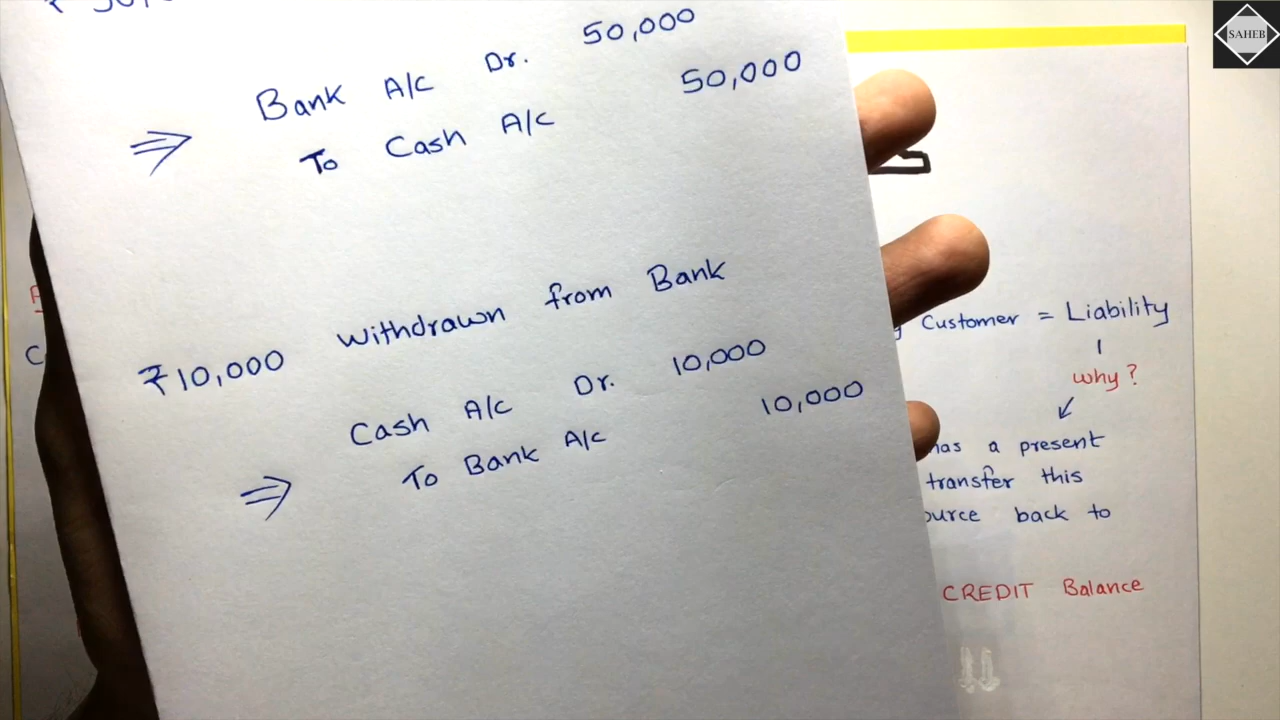 50,000
Bank A/c Dr.
50,000
To Cash A/c
₹10,000 withdrawn from Bank
Cash A/c Dr. 10,000
To Bank A/c 10,000
Customer = Liability
why?
has a present
transfer this
back to
CREDIT Balance
SAHEB